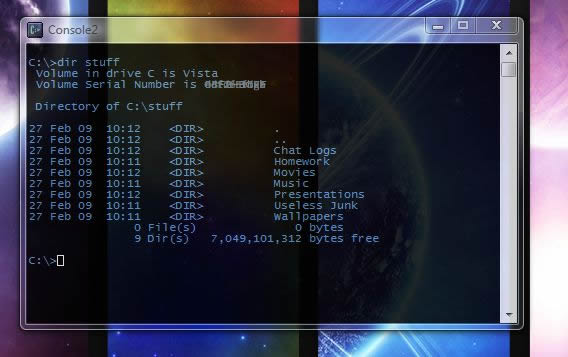 Console2
C:\>dir stuff
Volume in drive C is Vista
Volume Serial Number is
Directory of C:\stuff
27 Feb 09  10:12    <DIR>          .
27 Feb 09  10:12    <DIR>          ..
27 Feb 09  10:12    <DIR>          Chat Logs
27 Feb 09  10:11    <DIR>          Homework
27 Feb 09  10:12    <DIR>          Movies
27 Feb 09  10:11    <DIR>          Music
27 Feb 09  10:12    <DIR>          Presentations
27 Feb 09  10:11    <DIR>          Useless Junk
27 Feb 09  10:11    <DIR>          Wallpapers
0 File(s)              0 bytes
9 Dir(s)   7,049,101,312 bytes free
C:\>